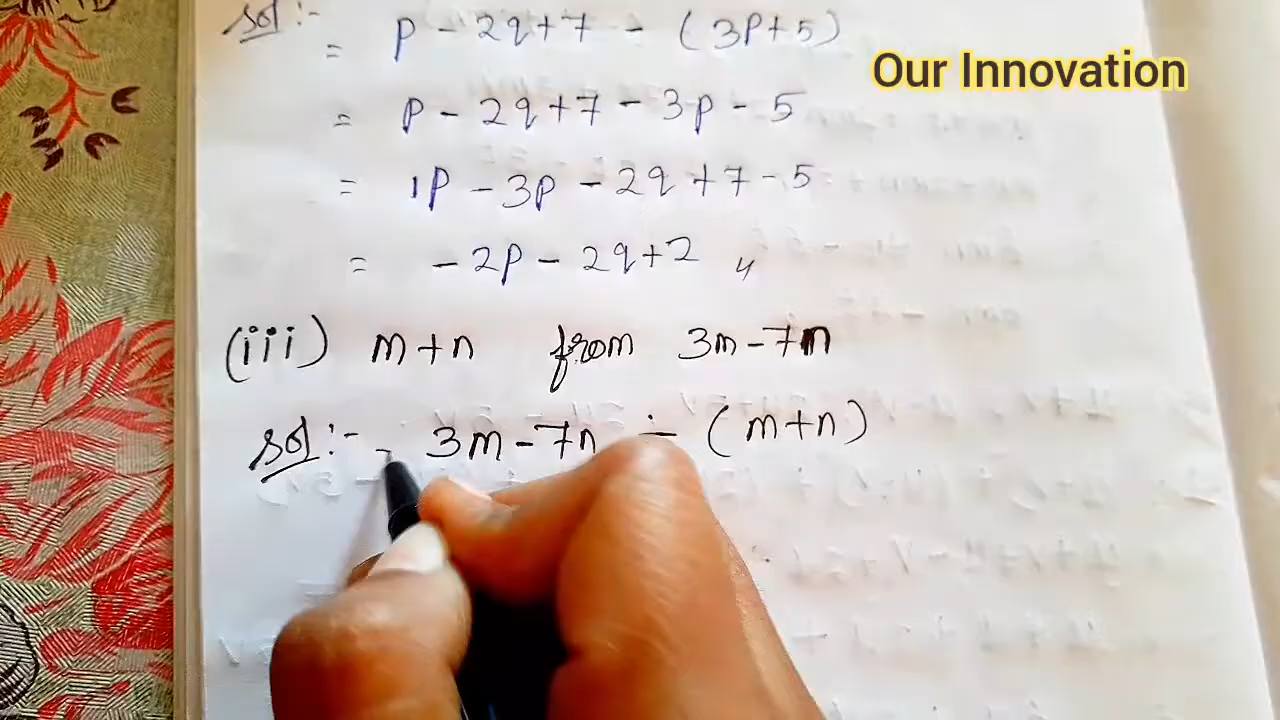 Sol :-
= p - 2q + 7 - (3p + 5)
Our Innovation
= p - 2q + 7 - 3p - 5
= 1p - 3p - 2q + 7 - 5
= - 2p - 2q + 2 "
(iii) m + n from 3m - 7n
Sol :- 3m - 7n - (m + n)